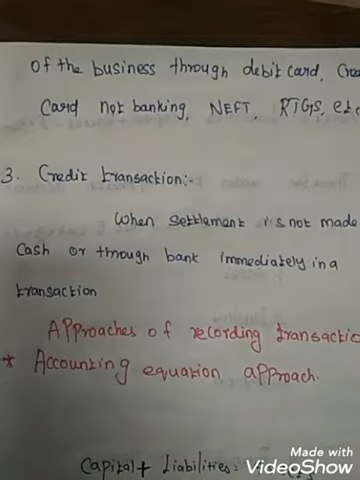 of the business through debit card, Cre
Card not banking, NEFT, RTGS, etc
3. Credit transaction:-
When settlement is not made
Cash or through bank immediately in a
transaction
Approaches of recording transactio
* Accounting equation approach.
Capital + Liabilities =
Made with
VideoShow